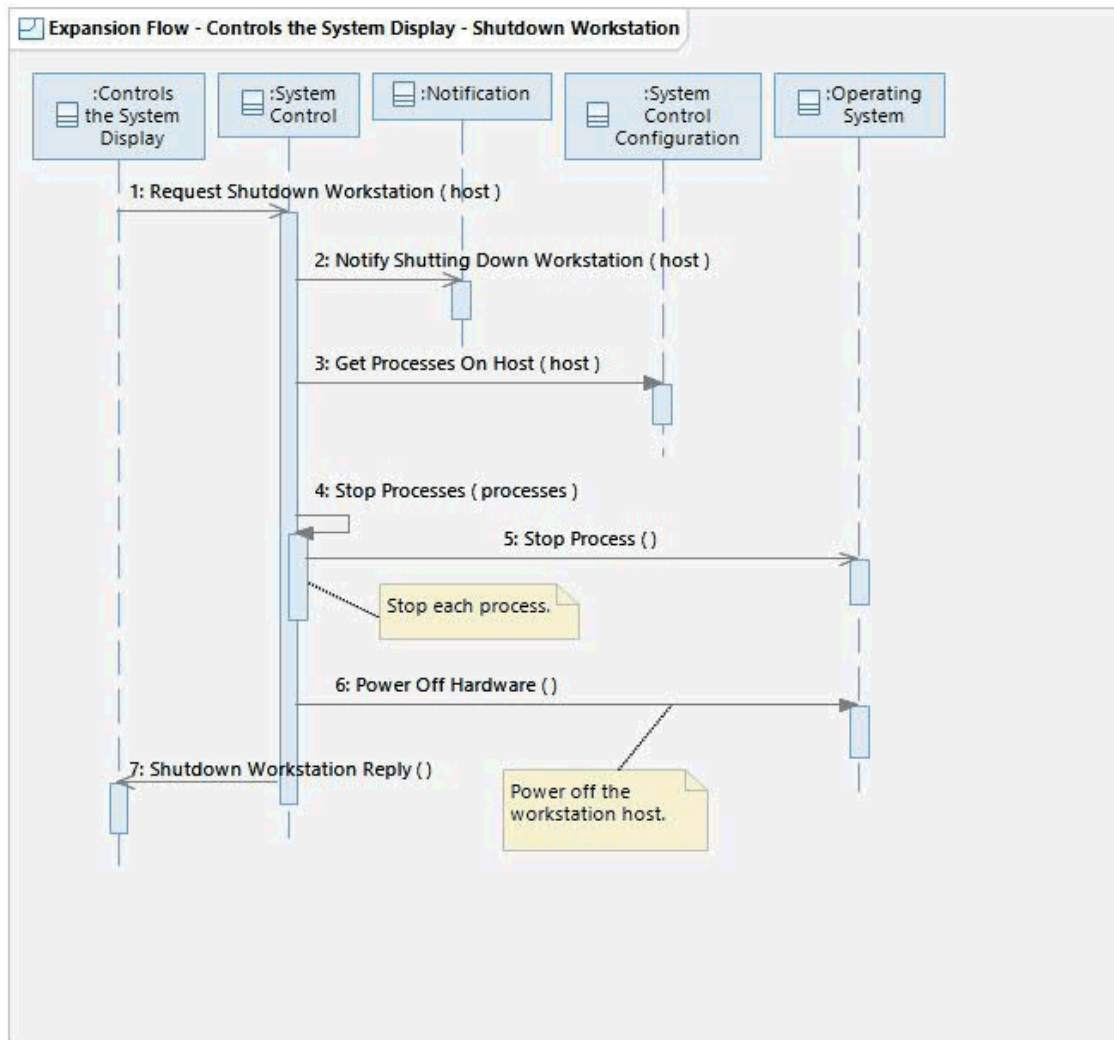 Expansion Flow - Controls the System Display - Shutdown Workstation
:Controls
the System
Display
:System
Control
:Notification
:System
Control
Configuration
:Operating
System
1: Request Shutdown Workstation ( host )
2: Notify Shutting Down Workstation ( host )
3: Get Processes On Host ( host )
4: Stop Processes ( processes )
5: Stop Process ( )
Stop each process.
6: Power Off Hardware ( )
7: Shutdown Workstation Reply ( )
Power off the
workstation host.